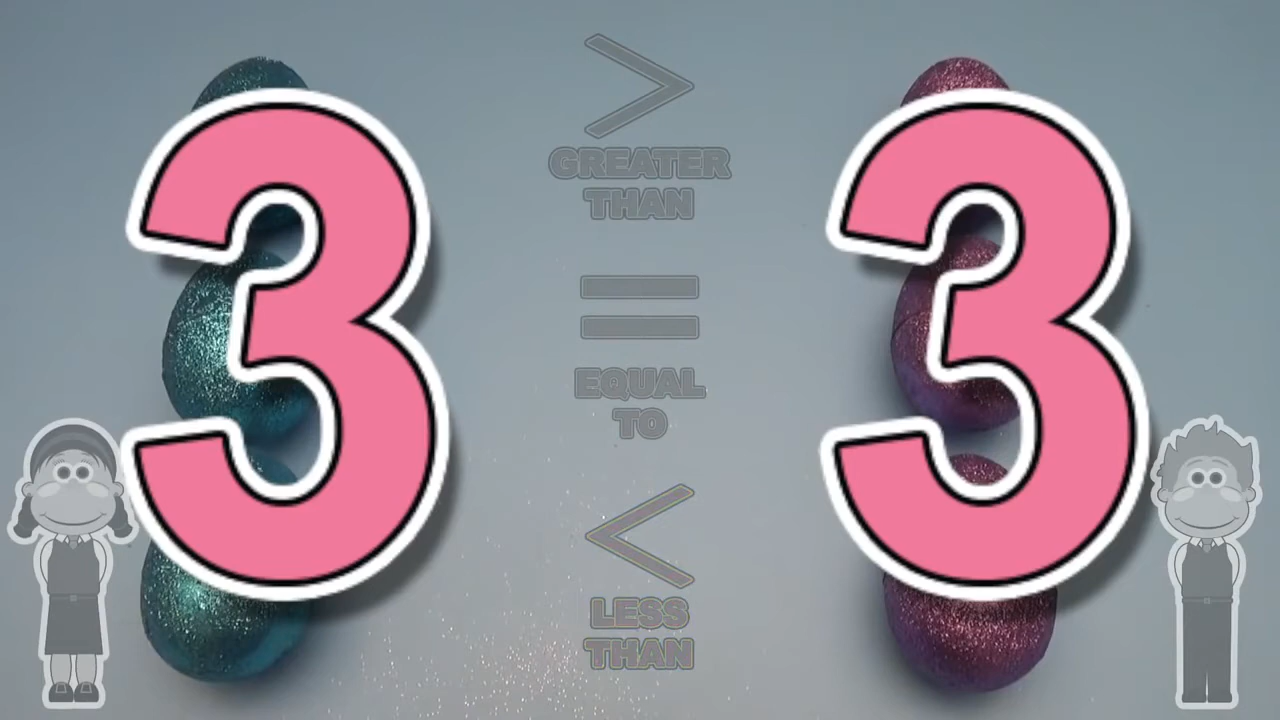 3
>
GREATER
THAN
=
EQUAL
TO
<
LESS
THAN
3